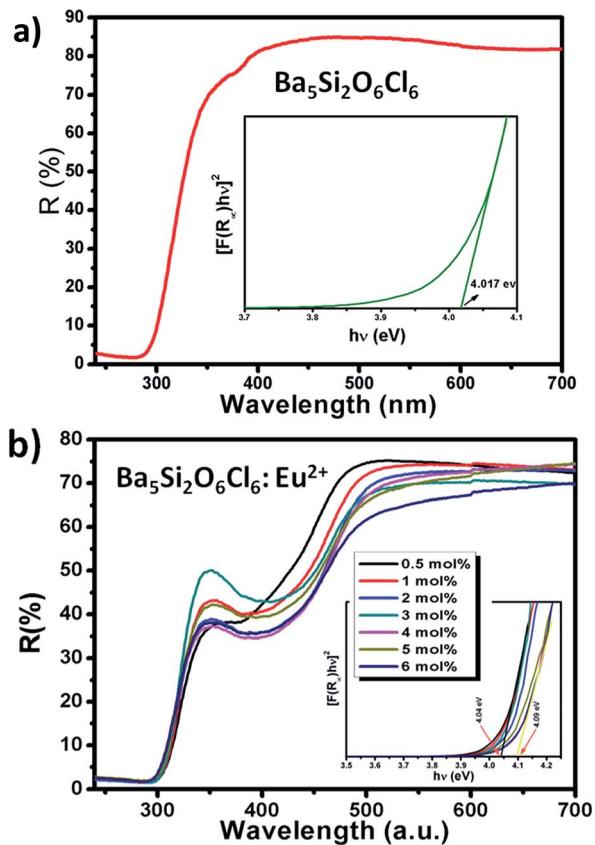 a)
Ba5Si2O6Cl6
R (%)
90
80
70
60
50
40
30
20
10
0
300
400
500
600
700
Wavelength (nm)
[F(R∝)hν]²
4.017 ev
3.7
3.8
3.9
4.0
4.1
hν (eV)
b)
Ba5Si2O6Cl6: Eu2+
R(%)
80
70
60
50
40
30
20
10
0
300
400
500
600
700
Wavelength (a.u.)
0.5 mol%
1 mol%
2 mol%
3 mol%
4 mol%
5 mol%
6 mol%
4.04 eV
4.09 eV
3.5
3.6
3.7
3.8
3.9
4.0
4.1
4.2
hν (eV)